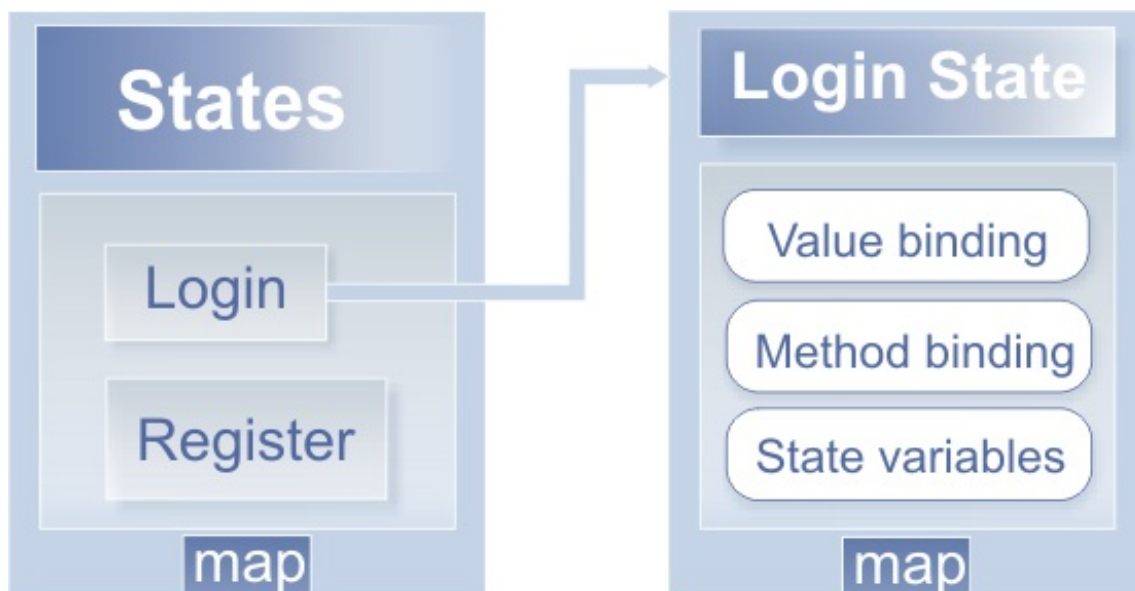 States
Login
Register
map
Login State
Value binding
Method binding
State variables
map